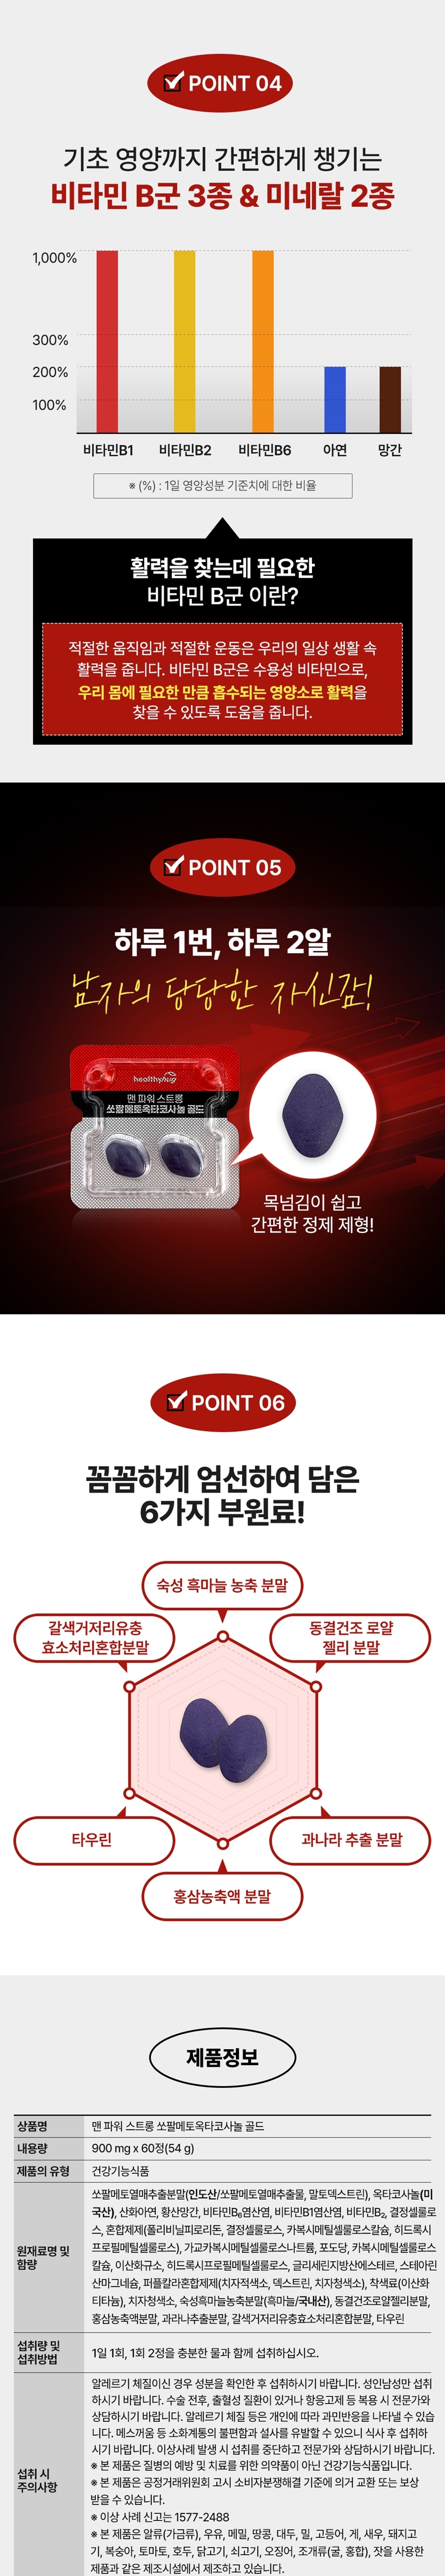 POINT 04
기초 영양까지 간편하게 챙기는
비타민 B군 3종 & 미네랄 2종
1,000%
300%
200%
100%
비타민B1 비타민B2 비타민B6 아연 망간
※ (%) : 1일 영양성분 기준치에 대한 비율
활력을 찾는데 필요한
비타민 B군 이란?
적절한 움직임과 적절한 운동은 우리의 일상 생활 속
활력을 줍니다. 비타민 B군은 수용성 비타민으로,
우리 몸에 필요한 만큼 흡수되는 영양소로 활력을
찾을 수 있도록 도움을 줍니다.
POINT 05
하루 1번, 하루 2알
남자의 당당한 자신감!
healthyhug
맨 파워 스트롱
쏘팔메토옥타코사놀 골드
목넘김이 쉽고
간편한 정제 제형!
POINT 06
꼼꼼하게 엄선하여 담은
6가지 부원료!
숙성 흑마늘 농축 분말
갈색거저리유충
효소처리혼합분말
동결건조 로얄
젤리 분말
타우린
과나라 추출 분말
홍삼농축액 분말
제품정보
상품명 맨 파워 스트롱 쏘팔메토옥타코사놀 골드
내용량 900 mg x 60정(54 g)
제품의 유형 건강기능식품
원재료명 및
함량
쏘팔메토열매추출분말(인도산/쏘팔메토열매추출물, 말토덱스트린), 옥타코사놀(미
국산), 산화아연, 황산망간, 비타민B₆염산염, 비타민B1염산염, 비타민B₂, 결정셀룰로
스, 혼합제제(폴리비닐피로리돈, 결정셀룰로스, 카복시메틸셀룰로스칼슘, 히드록시
프로필메틸셀룰로스), 가교카복시메틸셀룰로스나트륨, 포도당, 카복시메틸셀룰로스
칼슘, 이산화규소, 히드록시프로필메틸셀룰로스, 글리세린지방산에스테르, 스테아린
산마그네슘, 퍼플칼라혼합제제(치자적색소, 덱스트린, 치자청색소), 착색료(이산화
티타늄), 치자청색소, 숙성흑마늘농축분말(흑마늘/국내산), 동결건조로얄젤리분말,
홍삼농축액분말, 과라나추출분말, 갈색거저리유충효소처리혼합분말, 타우린
섭취량 및
섭취방법
1일 1회, 1회 2정을 충분한 물과 함께 섭취하십시오.
섭취 시
주의사항
알레르기 체질이신 경우 성분을 확인한 후 섭취하시기 바랍니다. 성인남성만 섭취
하시기 바랍니다. 수술 전후, 출혈성 질환이 있거나 항응고제 등 복용 시 전문가와
상담하시기 바랍니다. 알레르기 체질 등은 개인에 따라 과민반응을 나타낼 수 있습
니다. 메스꺼움 등 소화계통의 불편함과 설사를 유발할 수 있으니 식사 후 섭취하
시기 바랍니다. 이상사례 발생 시 섭취를 중단하고 전문가와 상담하시기 바랍니다.
※ 본 제품은 질병의 예방 및 치료를 위한 의약품이 아닌 건강기능식품입니다.
※ 본 제품은 공정거래위원회 고시 소비자분쟁해결 기준에 의거 교환 또는 보상
받을 수 있습니다.
※ 이상 사례 신고는 1577-2488
※ 본 제품은 알류(가금류), 우유, 메밀, 땅콩, 대두, 밀, 고등어, 게, 새우, 돼지고
기, 복숭아, 토마토, 호두, 닭고기, 쇠고기, 오징어, 조개류(굴, 홍합), 잣을 사용한
제품과 같은 제조시설에서 제조하고 있습니다.